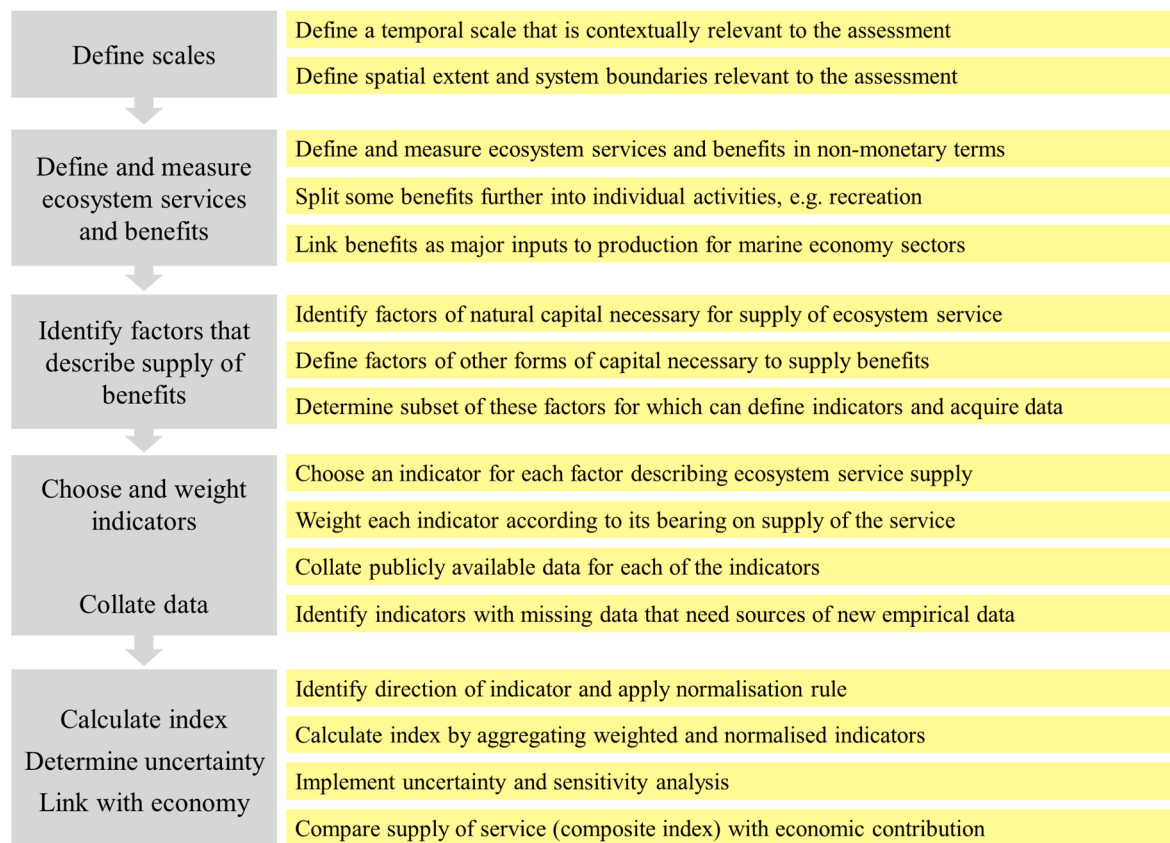 Define scales
Define a temporal scale that is contextually relevant to the assessment
Define spatial extent and system boundaries relevant to the assessment
Define and measure
ecosystem services
and benefits
Define and measure ecosystem services and benefits in non-monetary terms
Split some benefits further into individual activities, e.g. recreation
Link benefits as major inputs to production for marine economy sectors
Identify factors that
describe supply of
benefits
Identify factors of natural capital necessary for supply of ecosystem service
Define factors of other forms of capital necessary to supply benefits
Determine subset of these factors for which can define indicators and acquire data
Choose and weight
indicators
Collate data
Choose an indicator for each factor describing ecosystem service supply
Weight each indicator according to its bearing on supply of the service
Collate publicly available data for each of the indicators
Identify indicators with missing data that need sources of new empirical data
Calculate index
Determine uncertainty
Link with economy
Identify direction of indicator and apply normalisation rule
Calculate index by aggregating weighted and normalised indicators
Implement uncertainty and sensitivity analysis
Compare supply of service (composite index) with economic contribution